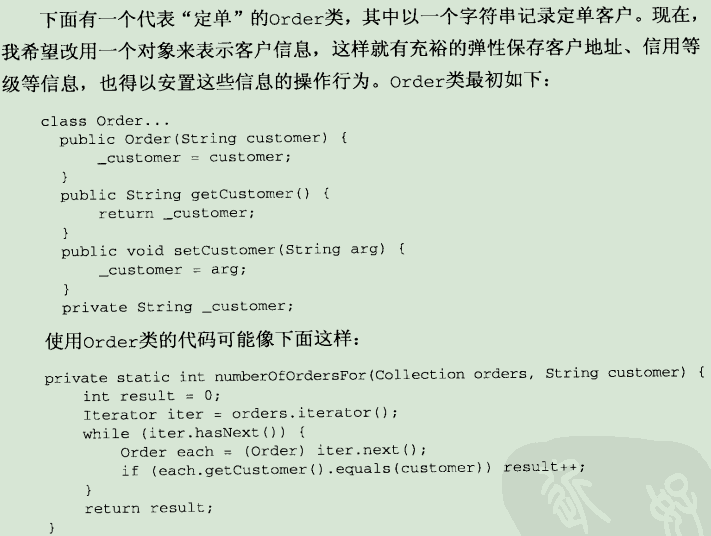 下面有一个代表“定单”的Order类，其中以一个字符串记录定单客户。现在，
我希望改用一个对象来表示客户信息，这样就有充裕的弹性保存客户地址、信用等
级等信息，也得以安置这些信息的操作行为。Order类最初如下：
class Order...
  public Order(String customer) {
      _customer = customer;
  }
  public String getCustomer() {
      return _customer;
  }
  public void setCustomer(String arg) {
      _customer = arg;
  }
  private String _customer;
使用Order类的代码可能像下面这样：
private static int numberOfOrdersFor(Collection orders, String customer) {
    int result = 0;
    Iterator iter = orders.iterator();
    while (iter.hasNext()) {
        Order each = (Order) iter.next();
        if (each.getCustomer().equals(customer)) result++;
    }
    return result;
}